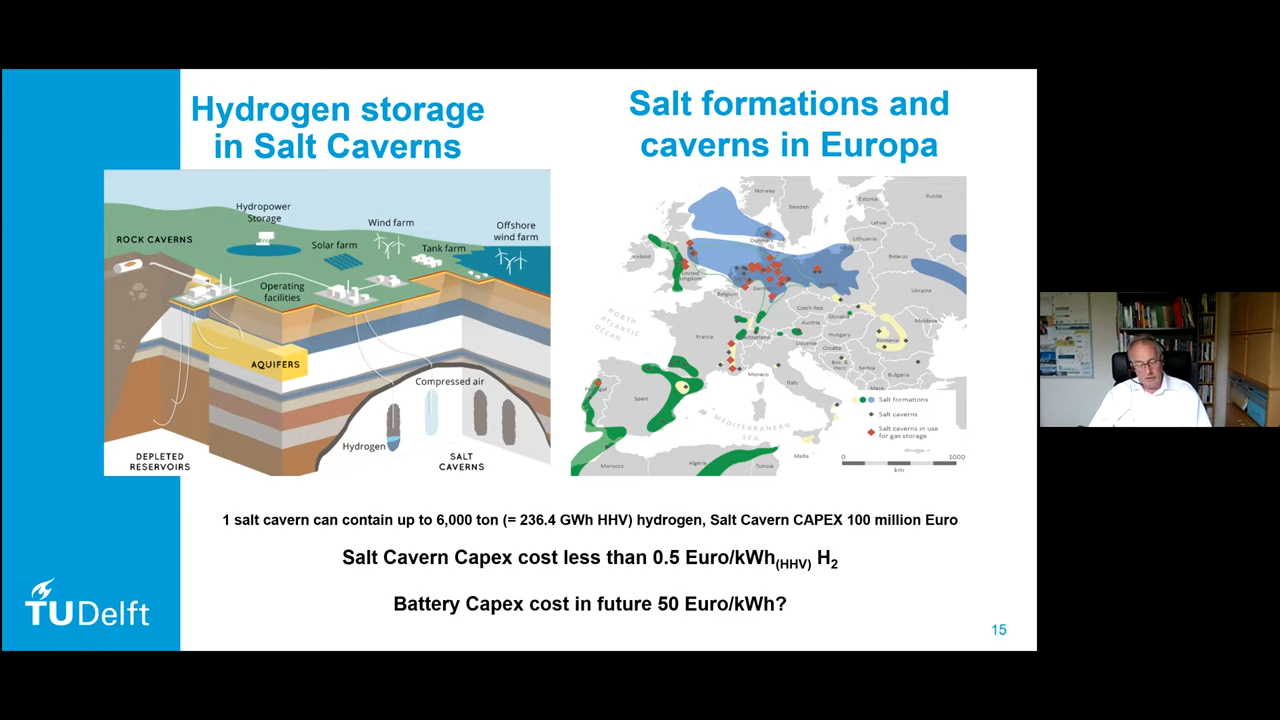 Hydrogen storage
in Salt Caverns
Salt formations and
caverns in Europa
Hydropower
Storage
Wind farm
Offshore
wind farm
ROCK CAVERNS
Solar farm
Tank farm
Operating
facilities
AQUIFERS
Compressed air
Hydrogen
SALT
CAVERNS
DEPLETED
RESERVOIRS
Norway
Sweden
Estonia
Russia
Latvia
Lithuania
Denmark
Ireland
United
Kingdom
Belarus
Belgium
Ukraine
NORTH
ATLANTIC
OCEAN
Czech Rep
Slovakia
Austria
Hungary
Moldova
France
Switzerland
Slovenia
Croatia
Romania
Bos. &
Herz.
Serbia
Bulgaria
Monaco
Italy
Portugal
Spain
MEDITERRANEAN
SEA
Malta
Morocco
Algeria
Tunisia
Salt formations
Salt caverns
Salt caverns in use
for gas storage
0 1000
km
1 salt cavern can contain up to 6,000 ton (= 236.4 GWh HHV) hydrogen, Salt Cavern CAPEX 100 million Euro
Salt Cavern Capex cost less than 0.5 Euro/kWh(HHV) H2
Battery Capex cost in future 50 Euro/kWh?
TUDelft
15